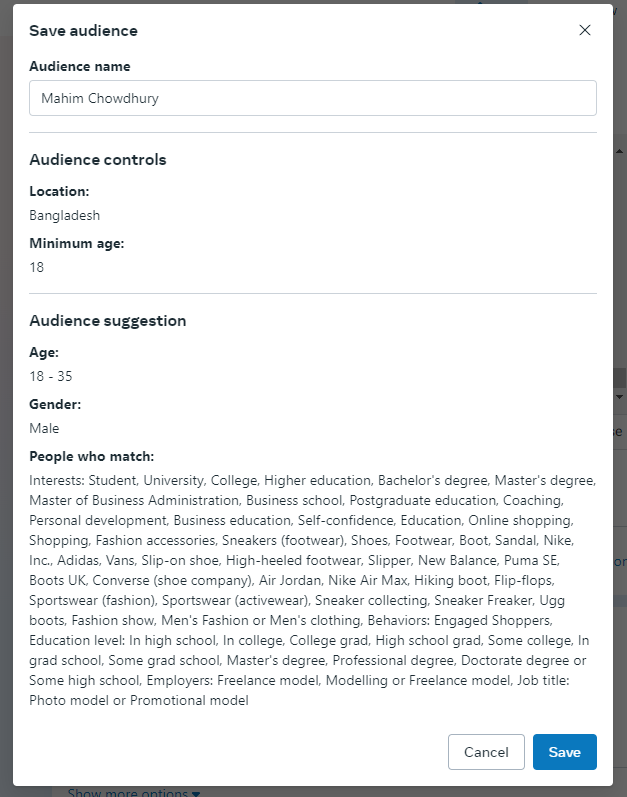 Save audience
Audience name
Mahim Chowdhury
Audience controls
Location:
Bangladesh
Minimum age:
18
Audience suggestion
Age:
18 - 35
Gender:
Male
People who match:
Interests: Student, University, College, Higher education, Bachelor's degree, Master's degree,
Master of Business Administration, Business school, Postgraduate education, Coaching,
Personal development, Business education, Self-confidence, Education, Online shopping,
Shopping, Fashion accessories, Sneakers (footwear), Shoes, Footwear, Boot, Sandal, Nike,
Inc., Adidas, Vans, Slip-on shoe, High-heeled footwear, Slipper, New Balance, Puma SE,
Boots UK, Converse (shoe company), Air Jordan, Nike Air Max, Hiking boot, Flip-flops,
Sportswear (fashion), Sportswear (activewear), Sneaker collecting, Sneaker Freaker, Ugg
boots, Fashion show, Men's Fashion or Men's clothing, Behaviors: Engaged Shoppers,
Education level: In high school, In college, College grad, High school grad, Some college, In
grad school, Some grad school, Master's degree, Professional degree, Doctorate degree or
Some high school, Employers: Freelance model, Modelling or Freelance model, Job title:
Photo model or Promotional model
Cancel
Save
Show more options